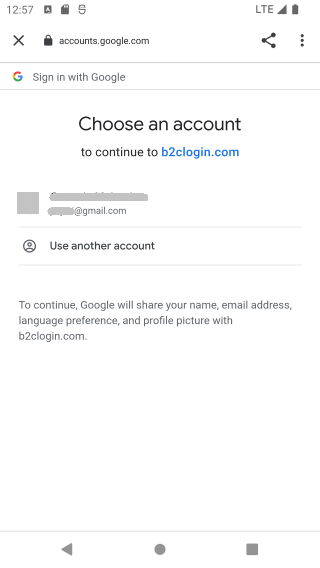 12:57
LTE
accounts.google.com
Sign in with Google
Choose an account
to continue to b2clogin.com
@gmail.com
Use another account
To continue, Google will share your name, email address,
language preference, and profile picture with
b2clogin.com.